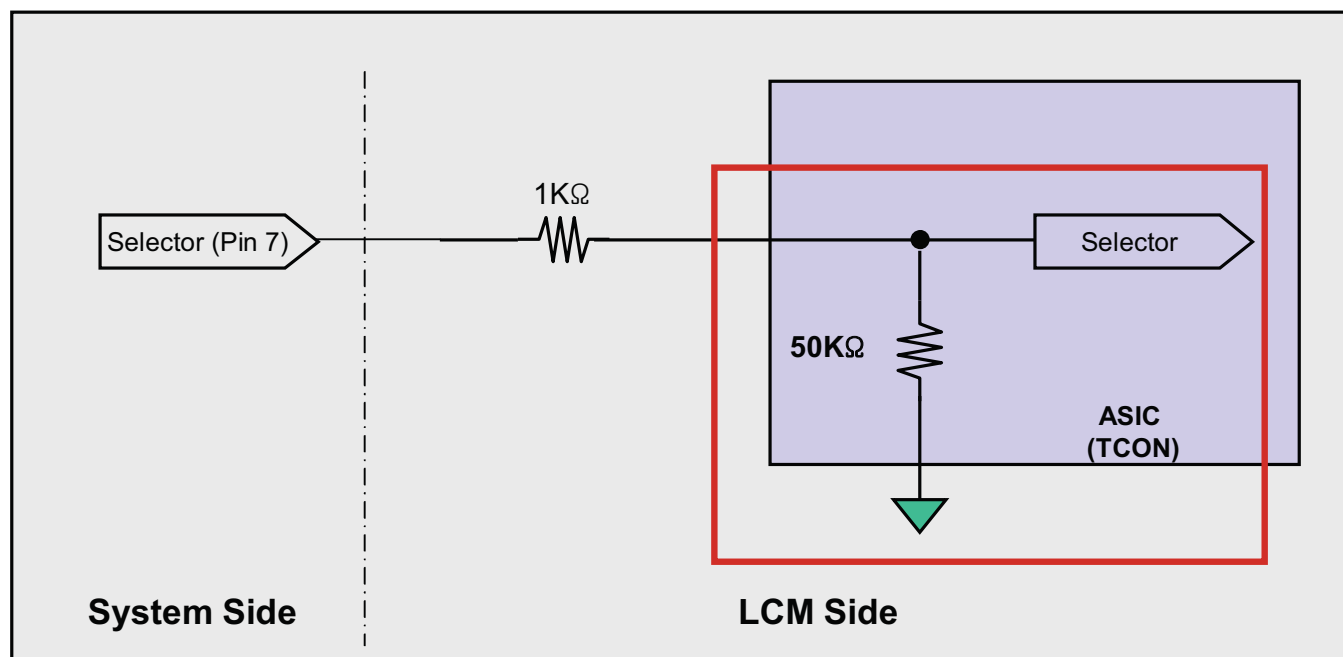 1KΩ
Selector (Pin 7)
Selector
50KΩ
ASIC
(TCON)
System Side
LCM Side